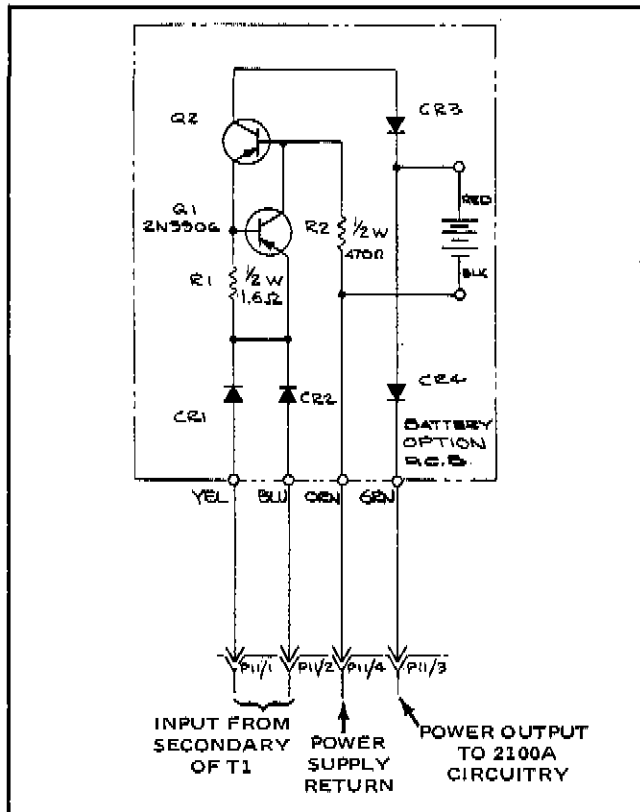 Q2
CR3
Q1
2N3906
R2
1/2 W
470Ω
RED
BLK
R1
1/2 W
1.6Ω
CR1
CR2
CR4
BATTERY
OPTION
P.C.B.
YEL
BLU
GRN
P11/1
P11/2
P11/4
P11/3
INPUT FROM
SECONDARY
OF T1
POWER
SUPPLY
RETURN
POWER OUTPUT
TO 2100A
CIRCUITRY